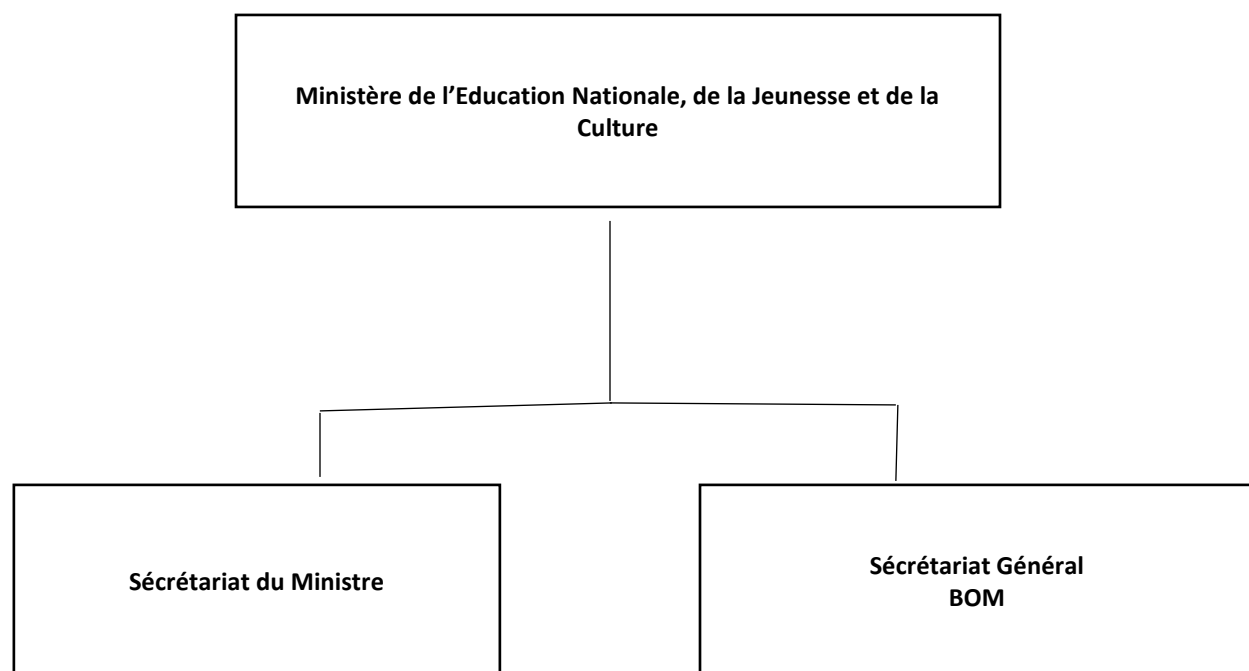 Ministère de l’Education Nationale, de la Jeunesse et de la
Culture
Sécrétariat du Ministre
Sécrétariat Général
BOM